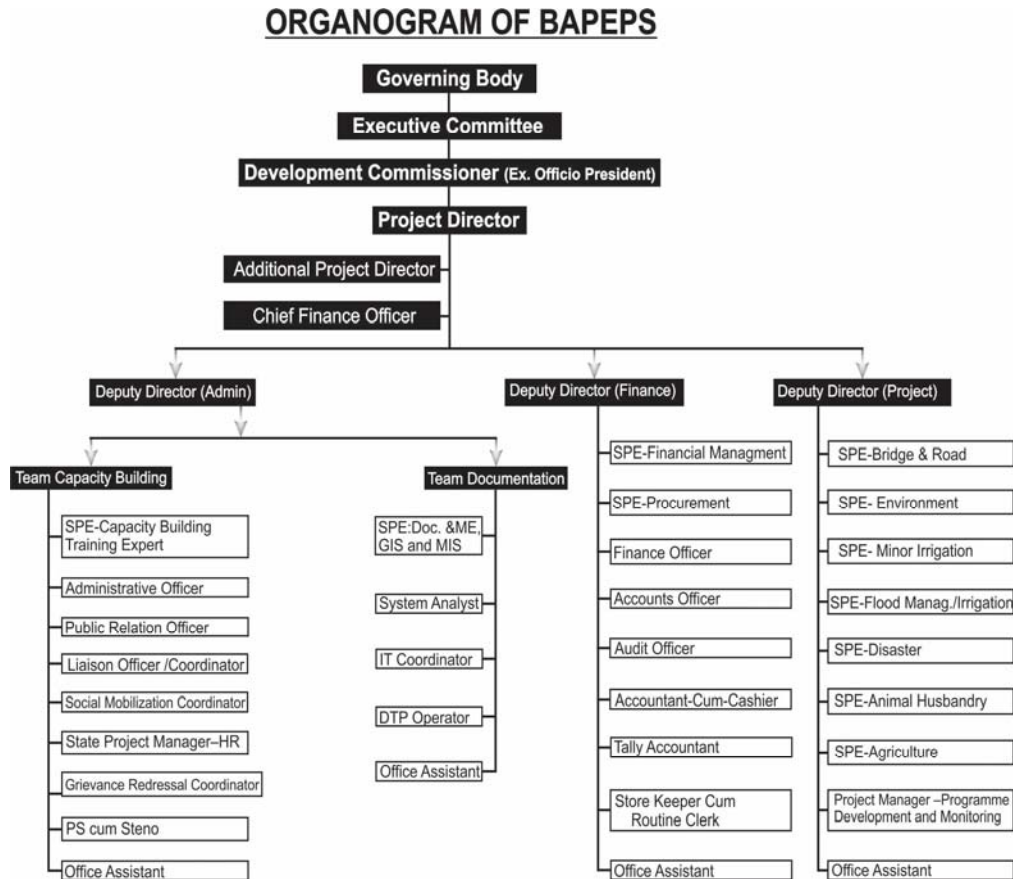 ORGANOGRAM OF BAPEPS
Governing Body
Executive Committee
Development Commissioner (Ex. Officio President)
Project Director
Additional Project Director
Chief Finance Officer
Deputy Director (Admin)
Deputy Director (Finance)
Deputy Director (Project)
Team Capacity Building
SPE-Capacity Building
Training Expert
Administrative Officer
Public Relation Officer
Liaison Officer /Coordinator
Social Mobilization Coordinator
State Project Manager–HR
Grievance Redressal Coordinator
PS cum Steno
Office Assistant
Team Documentation
SPE:Doc. &ME,
GIS and MIS
System Analyst
IT Coordinator
DTP Operator
Office Assistant
SPE-Financial Managment
SPE-Procurement
Finance Officer
Accounts Officer
Audit Officer
Accountant-Cum-Cashier
Tally Accountant
Store Keeper Cum
Routine Clerk
Office Assistant
SPE-Bridge & Road
SPE- Environment
SPE- Minor Irrigation
SPE-Flood Manag./Irrigation
SPE-Disaster
SPE-Animal Husbandry
SPE-Agriculture
Project Manager –Programme
Development and Monitoring
Office Assistant